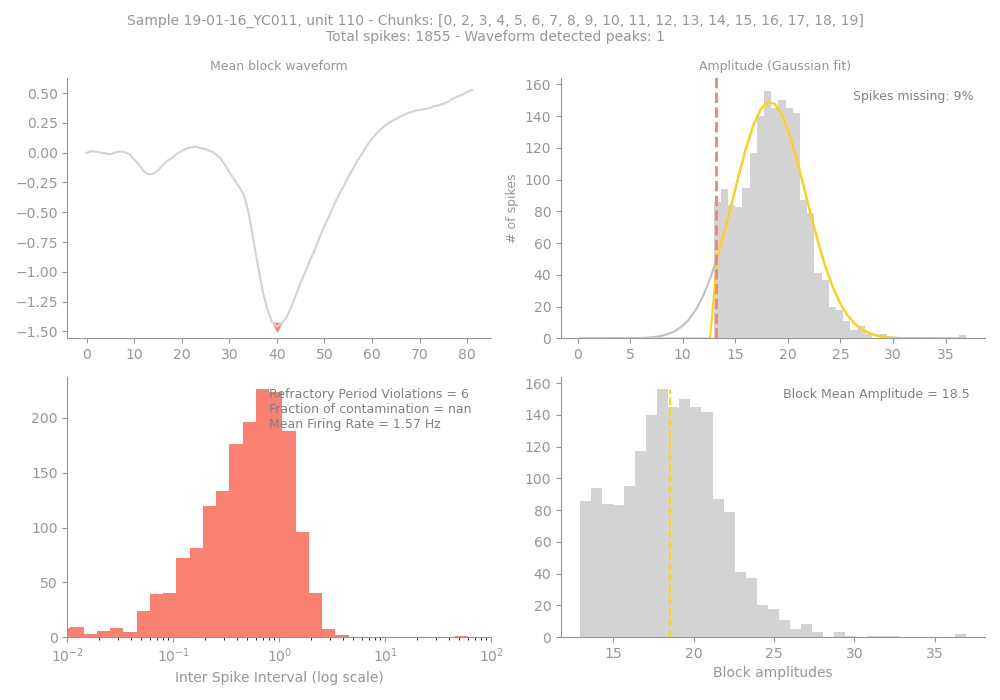 Sample 19-01-16_YC011, unit 110 - Chunks: [0, 2, 3, 4, 5, 6, 7, 8, 9, 10, 11, 12, 13, 14, 15, 16, 17, 18, 19]
Total spikes: 1855 - Waveform detected peaks: 1
Mean block waveform
0.50
0.25
0.00
−0.25
−0.50
−0.75
−1.00
−1.25
−1.50
0 10 20 30 40 50 60 70 80
Amplitude (Gaussian fit)
Spikes missing: 9%
# of spikes
160
140
120
100
80
60
40
20
0
0 5 10 15 20 25 30 35
Refractory Period Violations = 6
Fraction of contamination = nan
Mean Firing Rate = 1.57 Hz
200
150
100
50
0
10⁻² 10⁻¹ 10⁰ 10¹ 10²
Inter Spike Interval (log scale)
Block Mean Amplitude = 18.5
160
140
120
100
80
60
40
20
0
15 20 25 30 35
Block amplitudes